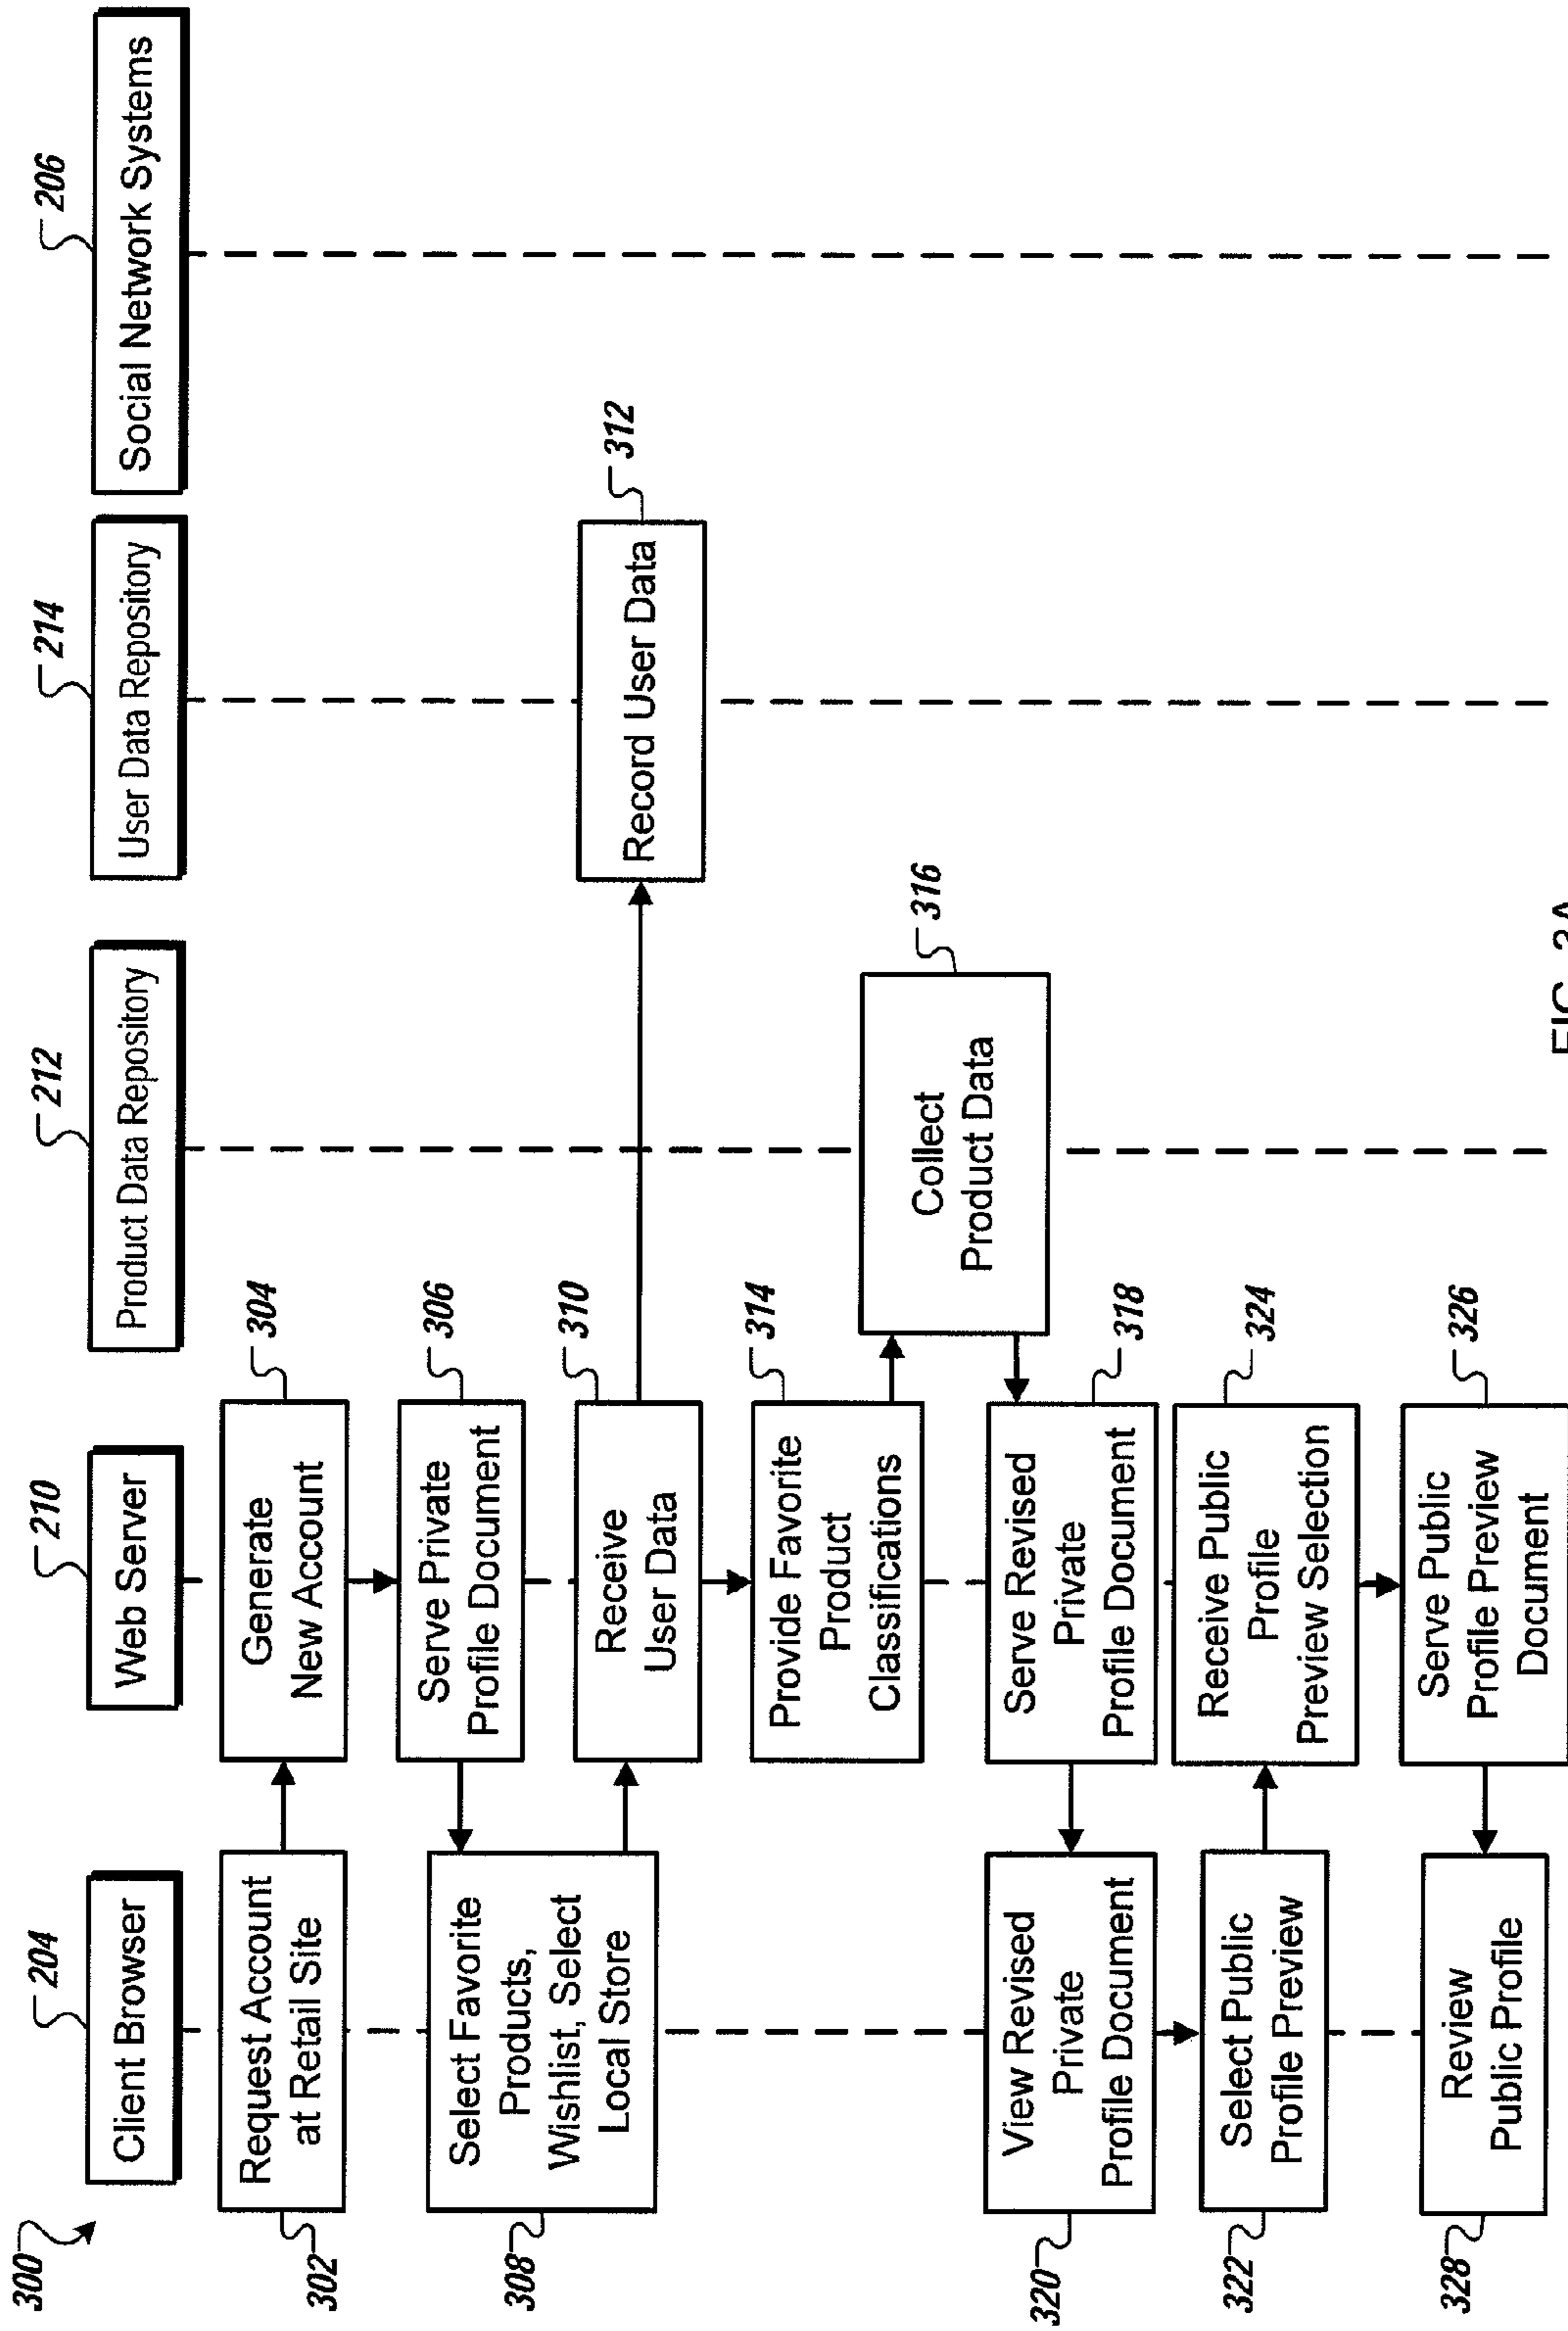 300
204
Client Browser
210
Web Server
212
Product Data Repository
214
User Data Repository
206
Social Network Systems
302
Request Account
at Retail Site
304
Generate
New Account
306
Serve Private
Profile Document
308
Select Favorite
Products,
Wishlist, Select
Local Store
310
Receive
User Data
312
Record User Data
314
Provide Favorite
Product
Classifications
316
Collect
Product Data
318
Serve Revised
Private
Profile Document
320
View Revised
Private
Profile Document
322
Select Public
Profile Preview
324
Receive Public
Profile
Preview Selection
326
Serve Public
Profile Preview
Document
328
Review
Public Profile
FIG. 3A